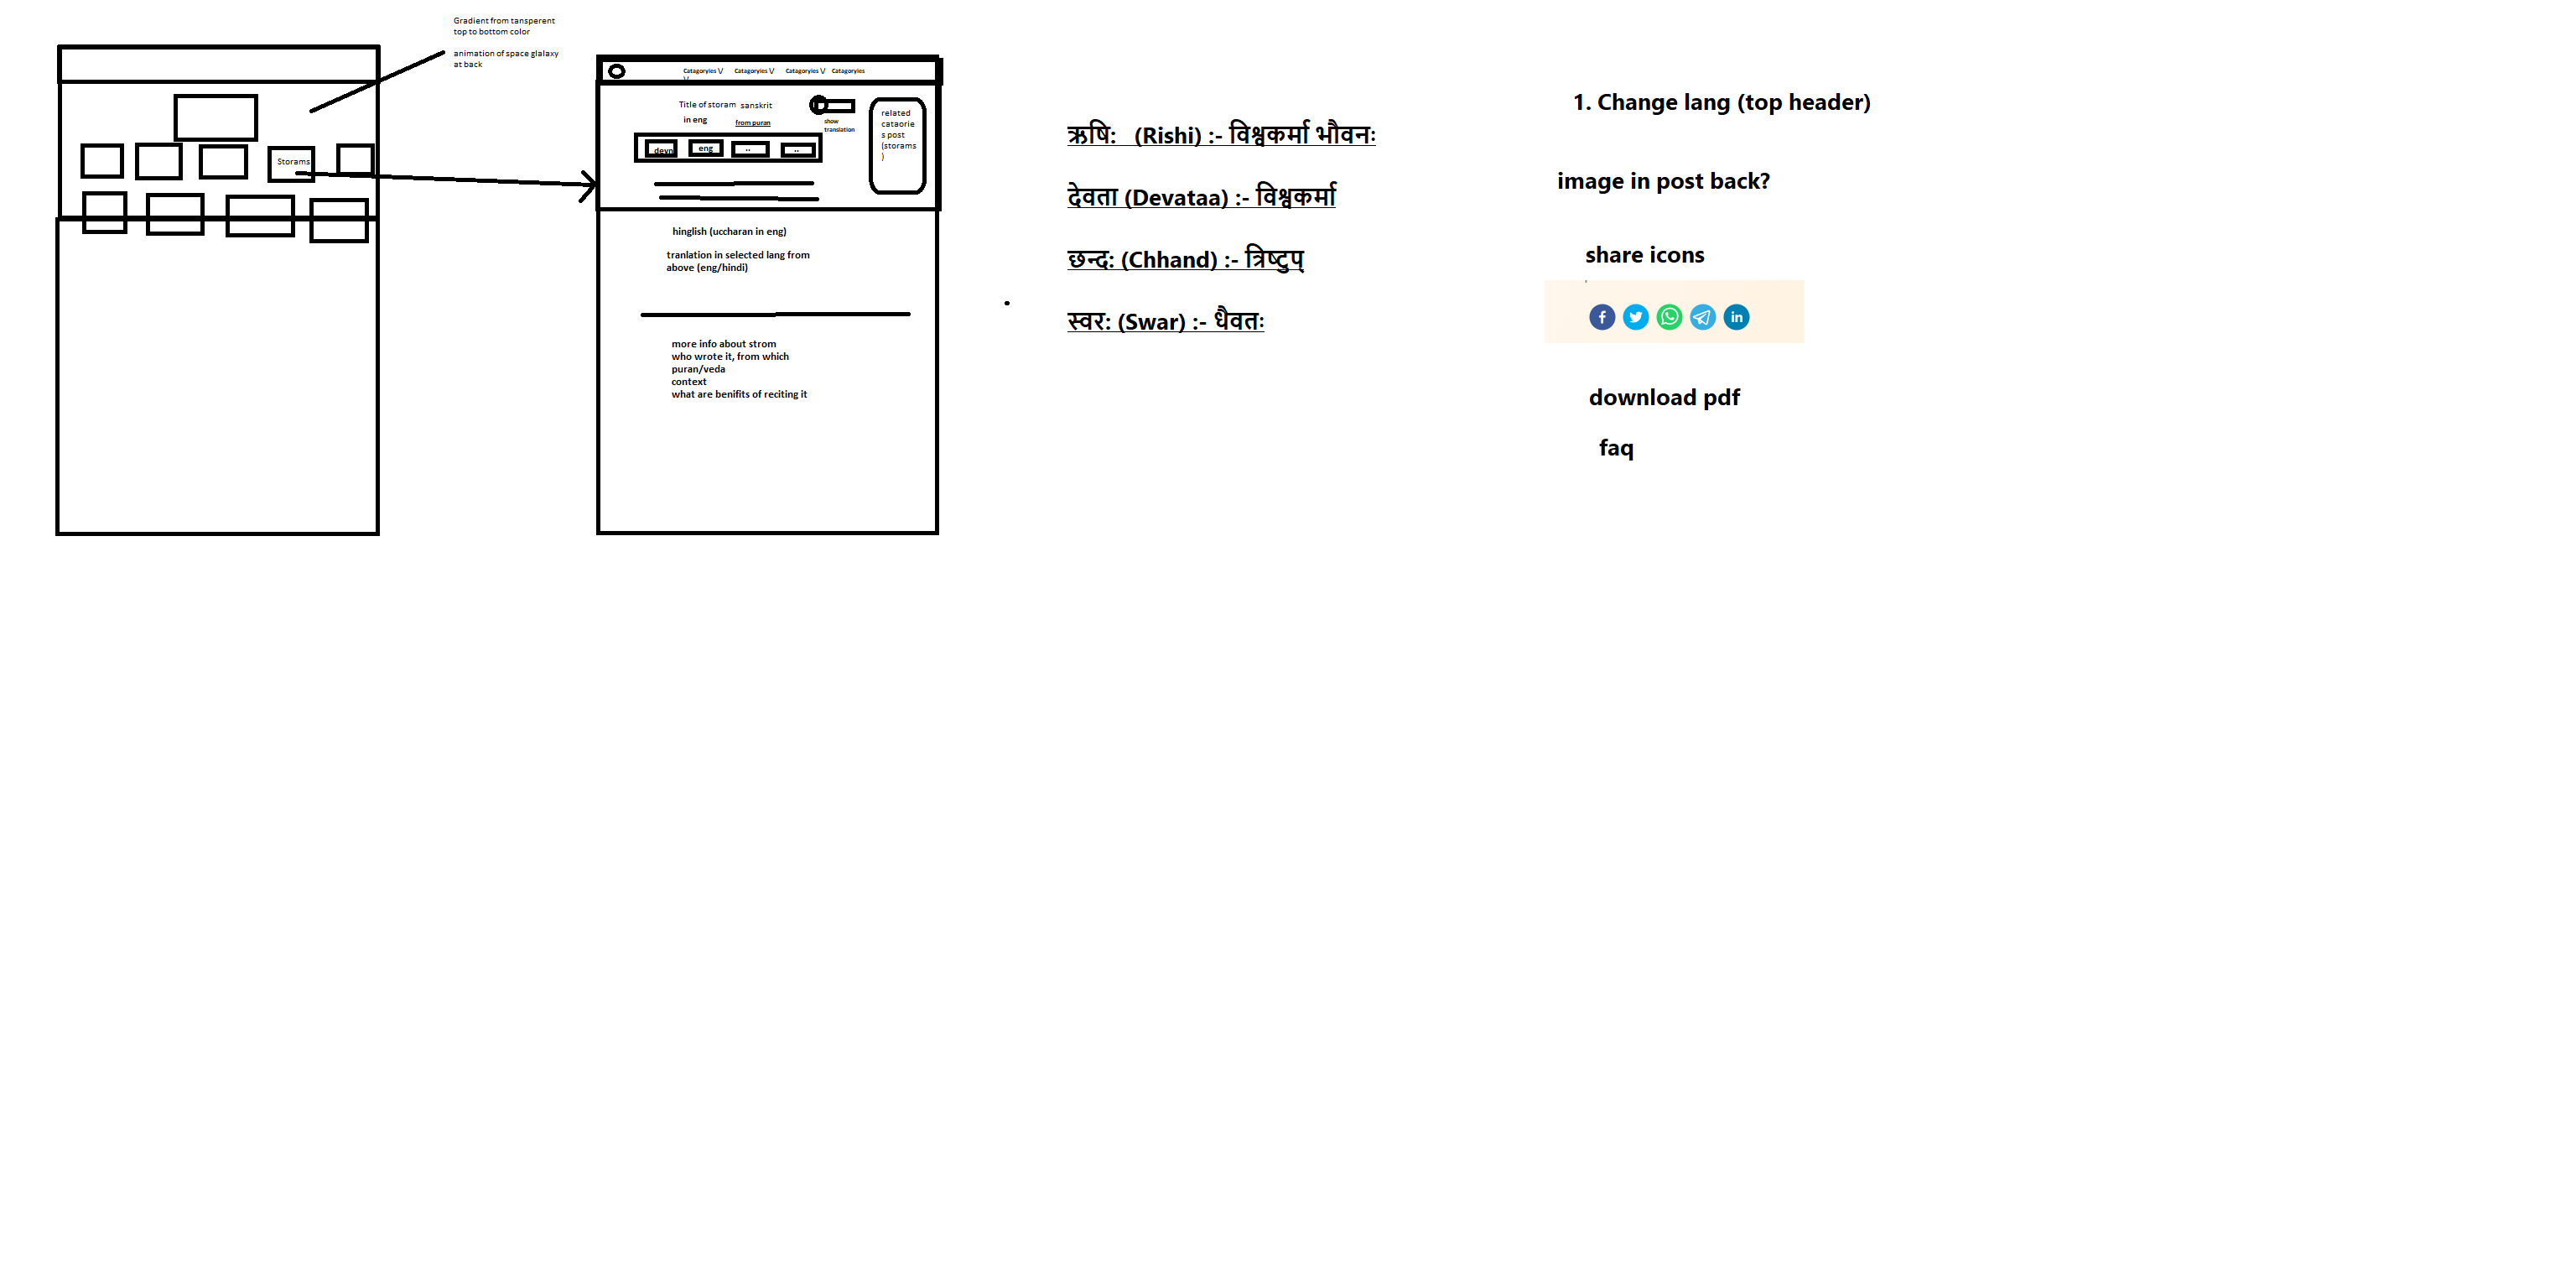 Gradient from tansperent
top to bottom color
animation of space glalaxy
at back
Storams
Catagoryies \/ Catagoryies \/ Catagoryies \/ Catagoryies
\/
Title of storam sanskrit
in eng
from puran
show
translation
related
cataorie
s post
(storams
)
devn
eng
..
..
hinglish (uccharan in eng)
tranlation in selected lang from
above (eng/hindi)
more info about strom
who wrote it, from which
puran/veda
context
what are benifits of reciting it
ऋषि: (Rishi) :- विश्वकर्मा भौवनः
देवता (Devataa) :- विश्वकर्मा
छन्द: (Chhand) :- त्रिष्टुप्
स्वर: (Swar) :- धैवतः
1. Change lang (top header)
image in post back?
share icons
download pdf
faq